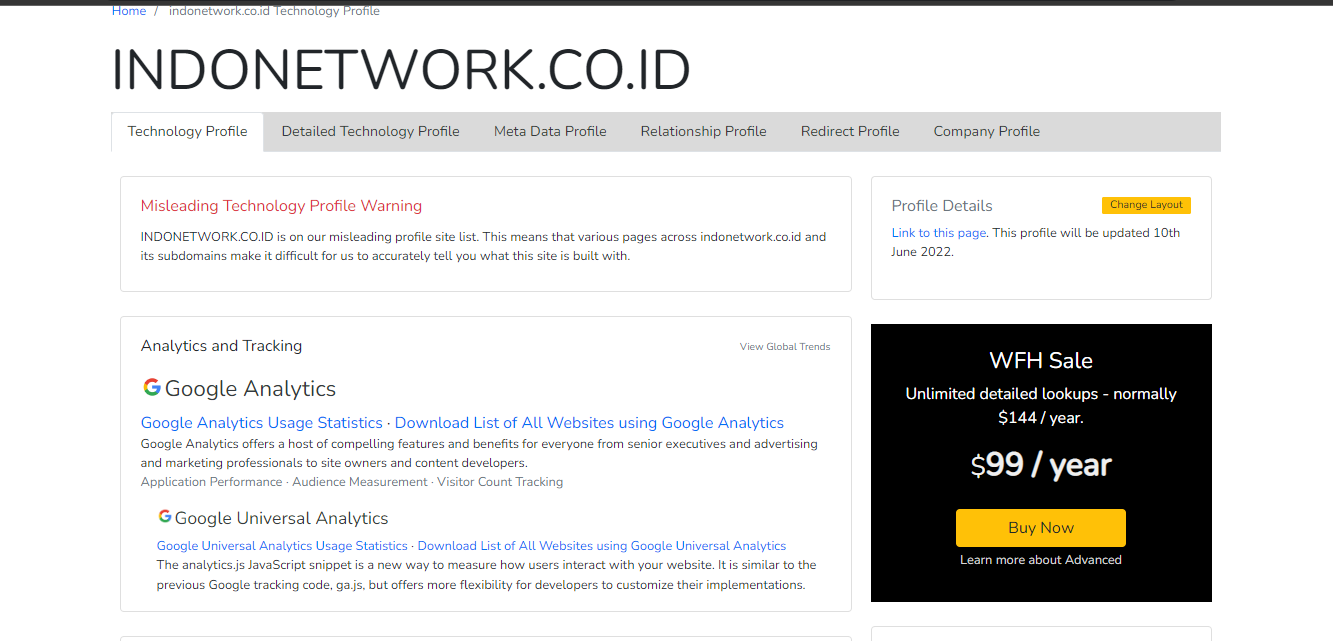 Home / indonetwork.co.id Technology Profile
INDONETWORK.CO.ID
Technology Profile Detailed Technology Profile Meta Data Profile Relationship Profile Redirect Profile Company Profile
Misleading Technology Profile Warning
INDONETWORK.CO.ID is on our misleading profile site list. This means that various pages across indonetwork.co.id and
its subdomains make it difficult for us to accurately tell you what this site is built with.
Profile Details
Change Layout
Link to this page. This profile will be updated 10th
June 2022.
Analytics and Tracking
View Global Trends
Google Analytics
Google Analytics Usage Statistics · Download List of All Websites using Google Analytics
Google Analytics offers a host of compelling features and benefits for everyone from senior executives and advertising
and marketing professionals to site owners and content developers.
Application Performance · Audience Measurement · Visitor Count Tracking
Google Universal Analytics
Google Universal Analytics Usage Statistics · Download List of All Websites using Google Universal Analytics
The analytics.js JavaScript snippet is a new way to measure how users interact with your website. It is similar to the
previous Google tracking code, ga.js, but offers more flexibility for developers to customize their implementations.
WFH Sale
Unlimited detailed lookups - normally
$144 / year.
$99 / year
Buy Now
Learn more about Advanced